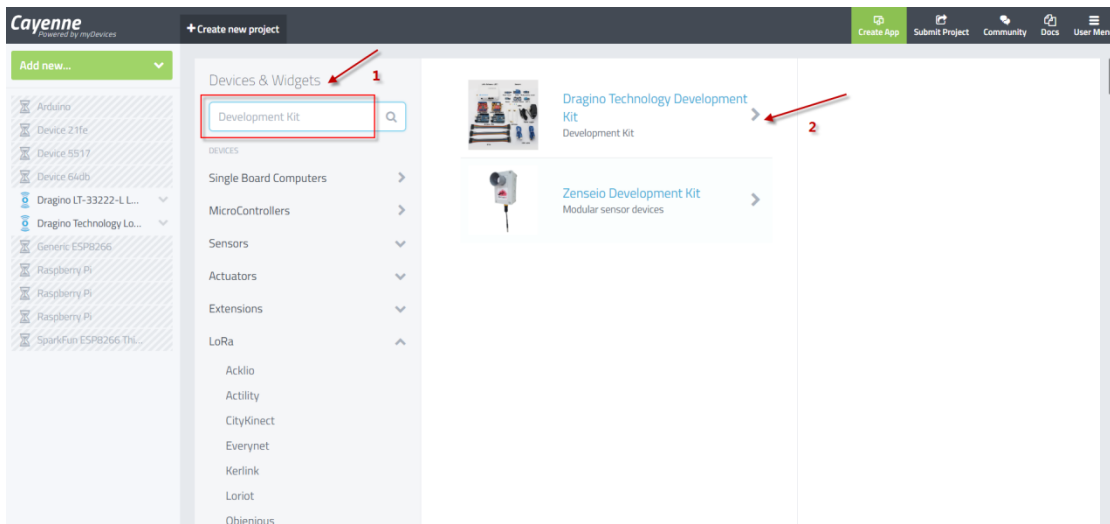 Cayenne
Powered by myDevices
+ Create new project
Create App
Submit Project
Community
Docs
User Men
Add new...
Arduino
Device 21fe
Device 5517
Device 64db
Dragino LT-33222-L L...
Dragino Technology Lo...
Generic ESP8266
Raspberry Pi
Raspberry Pi
Raspberry Pi
SparkFun ESP8266 Thi...
Devices & Widgets
1
Development Kit
DEVICES
Single Board Computers
MicroControllers
Sensors
Actuators
Extensions
LoRa
Acklio
Actility
CityKinect
Everynet
Kerlink
Loriot
Objenious
Dragino Technology Development
Kit
Development Kit
2
Zenseio Development Kit
Modular sensor devices